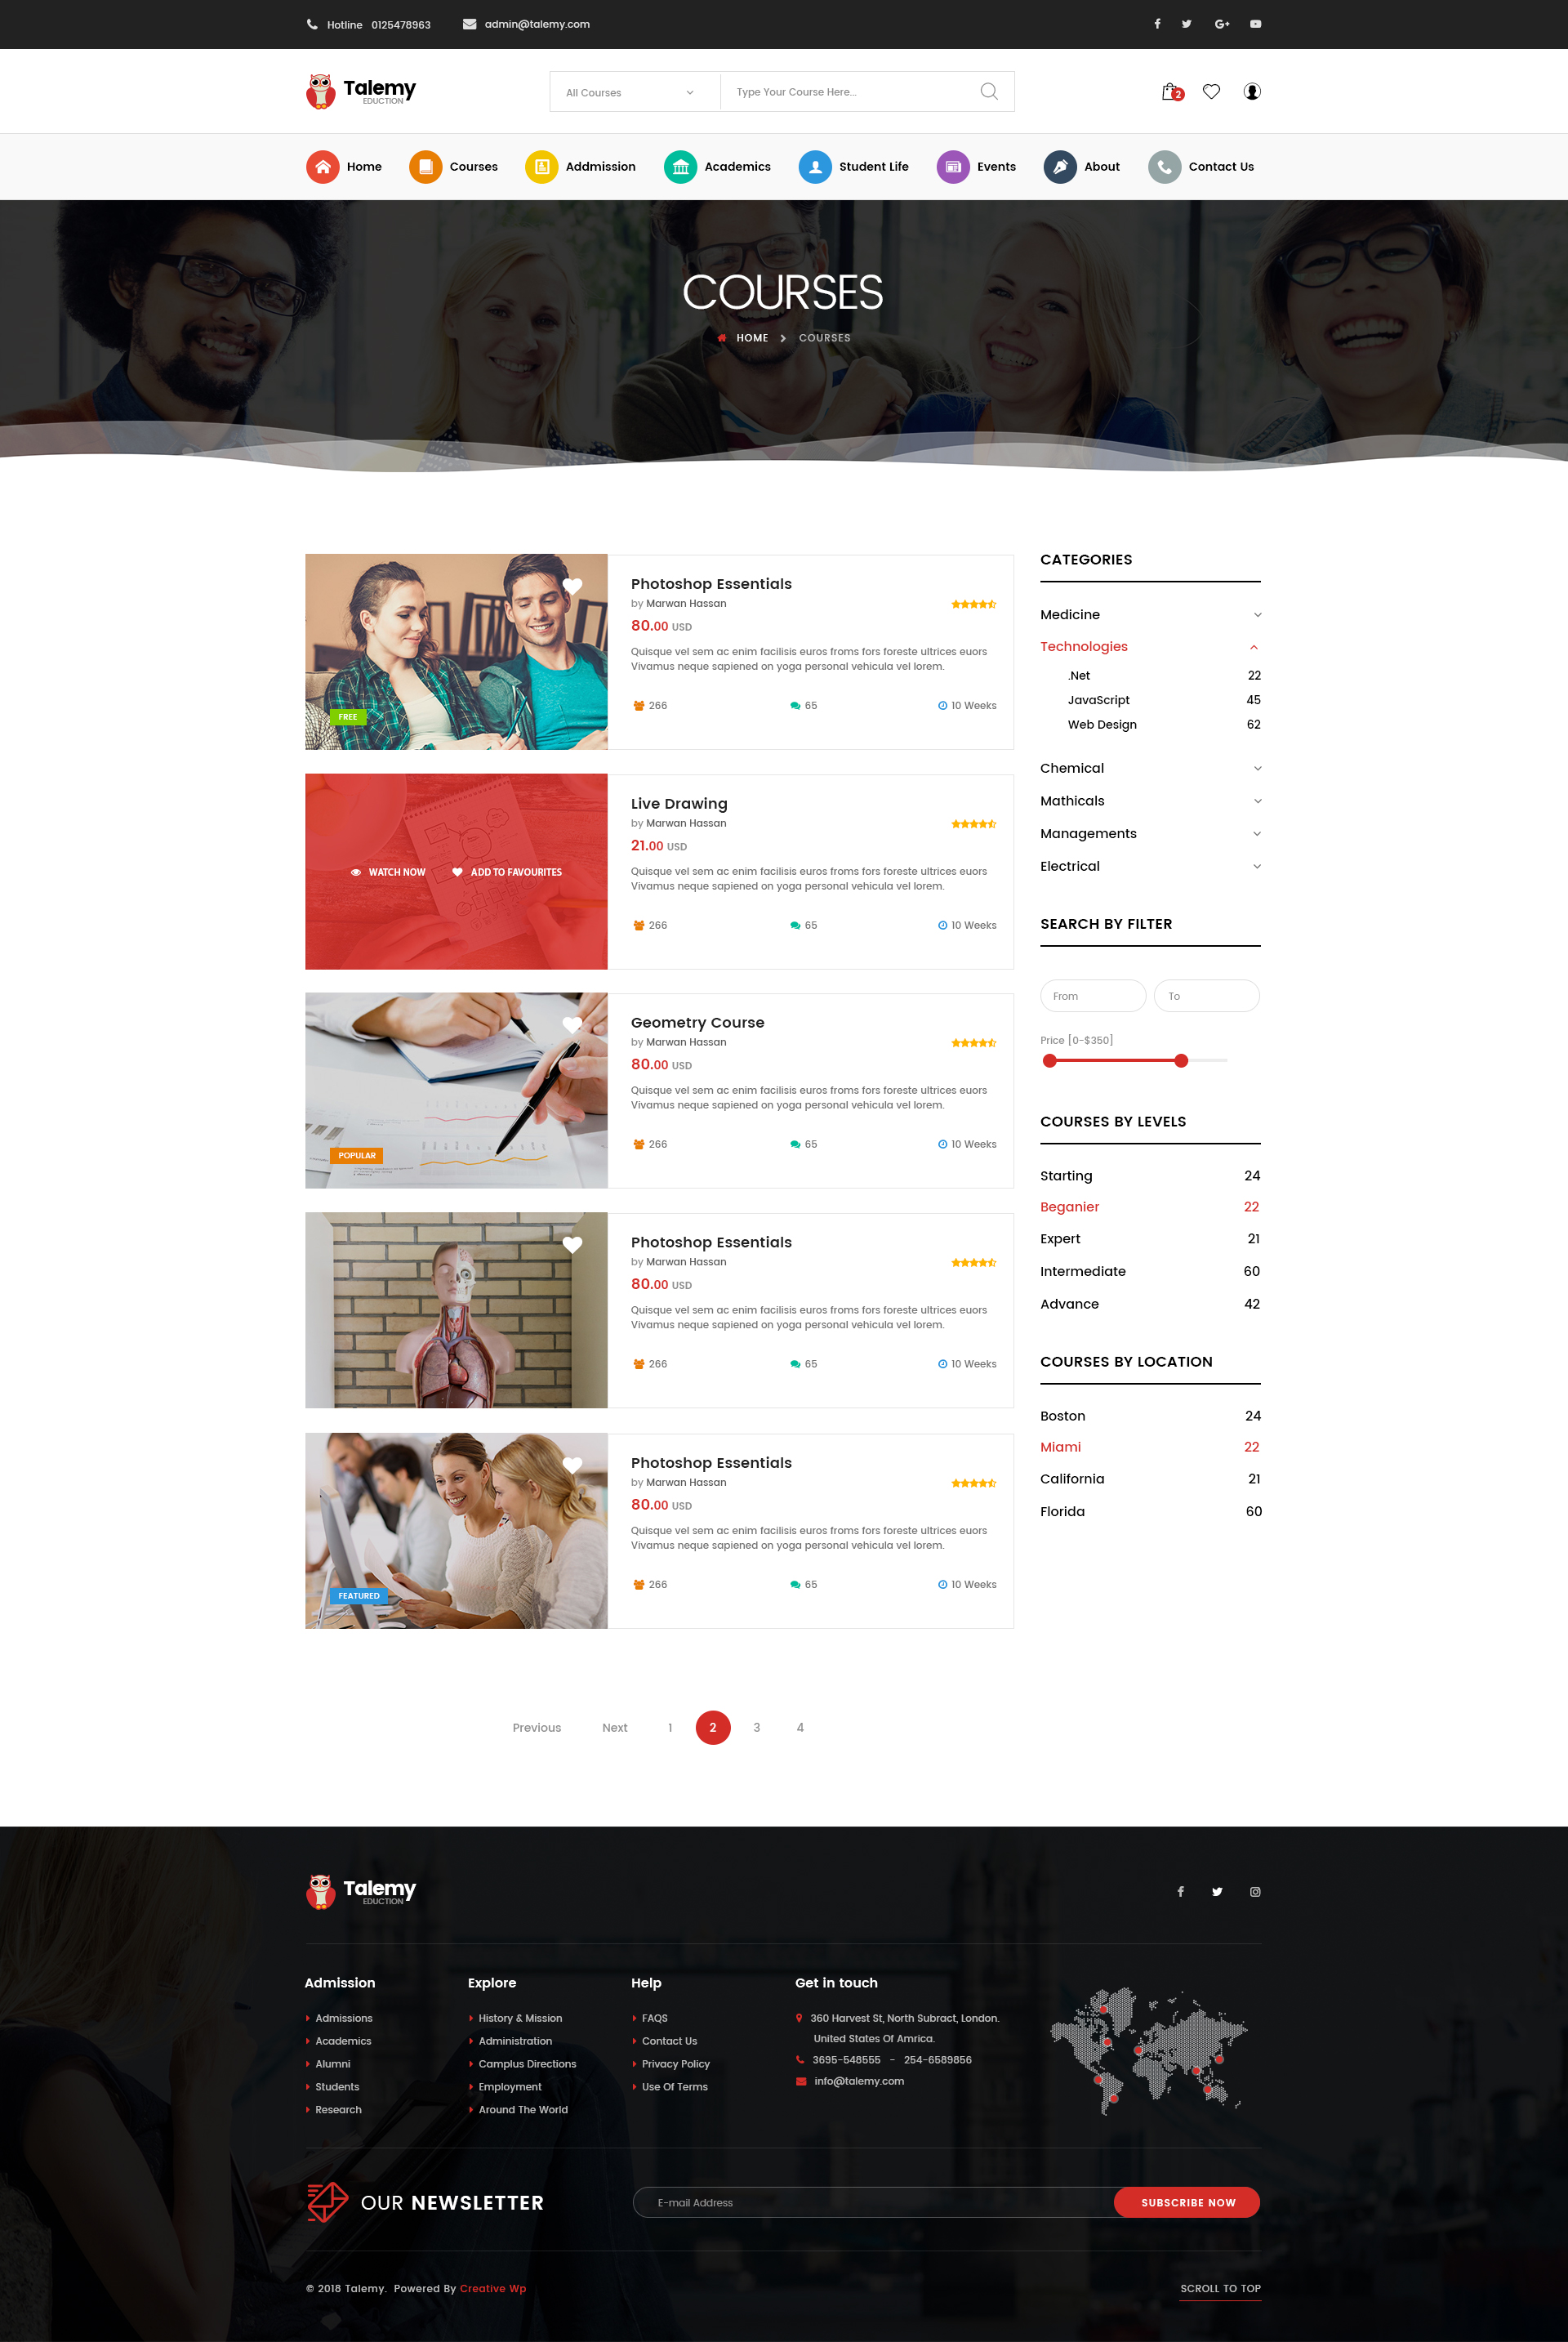 Hotline 0125478963
admin@talemy.com
Talemy
EDUCTION
All Courses
Type Your Course Here...
2
Home
Courses
Addmission
Academics
Student Life
Events
About
Contact Us
COURSES
HOME
COURSES
FREE
Photoshop Essentials
by Marwan Hassan
80.00 USD
Quisque vel sem ac enim facilisis euros froms fors foreste ultrices euors
Vivamus neque sapiened on yoga personal vehicula vel lorem.
266
65
10 Weeks
WATCH NOW
ADD TO FAVOURITES
Live Drawing
by Marwan Hassan
21.00 USD
Quisque vel sem ac enim facilisis euros froms fors foreste ultrices euors
Vivamus neque sapiened on yoga personal vehicula vel lorem.
266
65
10 Weeks
POPULAR
Geometry Course
by Marwan Hassan
80.00 USD
Quisque vel sem ac enim facilisis euros froms fors foreste ultrices euors
Vivamus neque sapiened on yoga personal vehicula vel lorem.
266
65
10 Weeks
Photoshop Essentials
by Marwan Hassan
80.00 USD
Quisque vel sem ac enim facilisis euros froms fors foreste ultrices euors
Vivamus neque sapiened on yoga personal vehicula vel lorem.
266
65
10 Weeks
FEATURED
Photoshop Essentials
by Marwan Hassan
80.00 USD
Quisque vel sem ac enim facilisis euros froms fors foreste ultrices euors
Vivamus neque sapiened on yoga personal vehicula vel lorem.
266
65
10 Weeks
Previous
Next
1
2
3
4
CATEGORIES
Medicine
Technologies
.Net 22
JavaScript 45
Web Design 62
Chemical
Mathicals
Managements
Electrical
SEARCH BY FILTER
From
To
Price [0-$350]
COURSES BY LEVELS
Starting 24
Beganier 22
Expert 21
Intermediate 60
Advance 42
COURSES BY LOCATION
Boston 24
Miami 22
California 21
Florida 60
Talemy
EDUCTION
Admission
Admissions
Academics
Alumni
Students
Research
Explore
History & Mission
Administration
Camplus Directions
Employment
Around The World
Help
FAQS
Contact Us
Privacy Policy
Use Of Terms
Get in touch
360 Harvest St, North Subract, London.
United States Of Amrica.
3695-548555 - 254-6589856
info@talemy.com
OUR NEWSLETTER
E-mail Address
SUBSCRIBE NOW
© 2018 Talemy. Powered By Creative Wp
SCROLL TO TOP